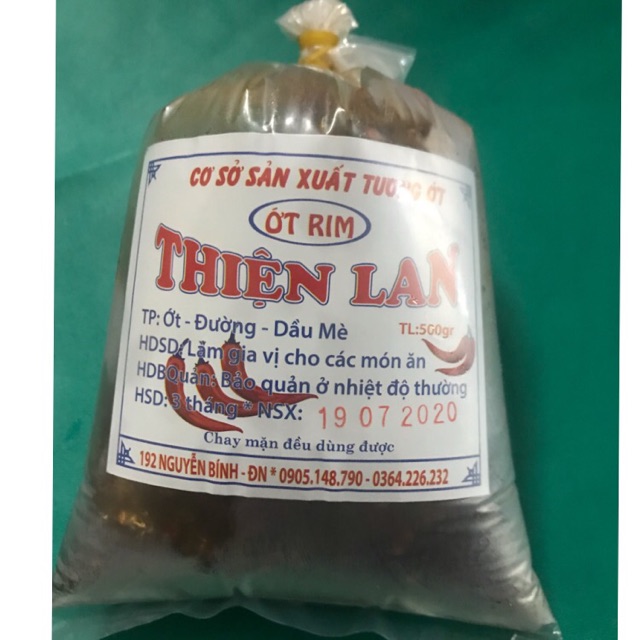 CƠ SỞ SẢN XUẤT TƯƠNG ỚT
ỚT RIM
THIỆN LAN
TP: Ớt - Đường - Dầu Mè TL:500gr
HDSD: Làm gia vị cho các món ăn
HDBQuản: Bảo quản ở nhiệt độ thường
HSD: 3 tháng * NSX: 19 07 2020
Chay mặn đều dùng được
192 NGUYỄN BÍNH - ĐN * 0905.148.790 - 0364.226.232